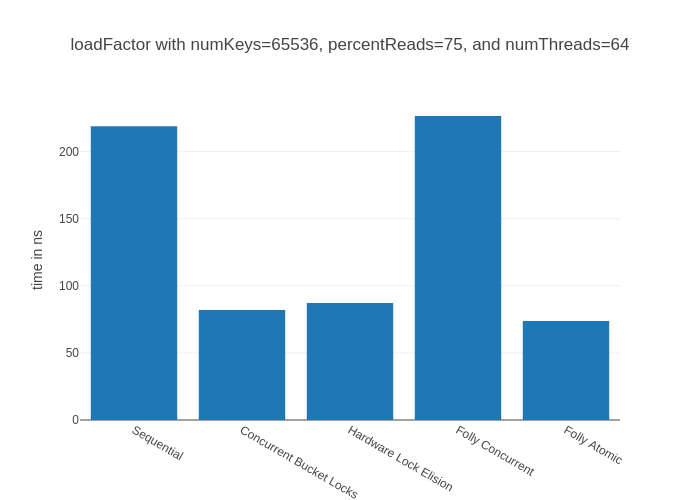 loadFactor with numKeys=65536, percentReads=75, and numThreads=64
time in ns
200
150
100
50
0
Sequential
Concurrent Bucket Locks
Hardware Lock Elision
Folly Concurrent
Folly Atomic